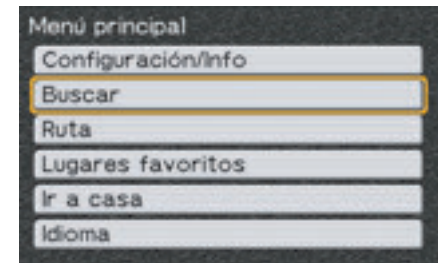 Menú principal
Configuración/Info
Buscar
Ruta
Lugares favoritos
Ir a casa
Idioma